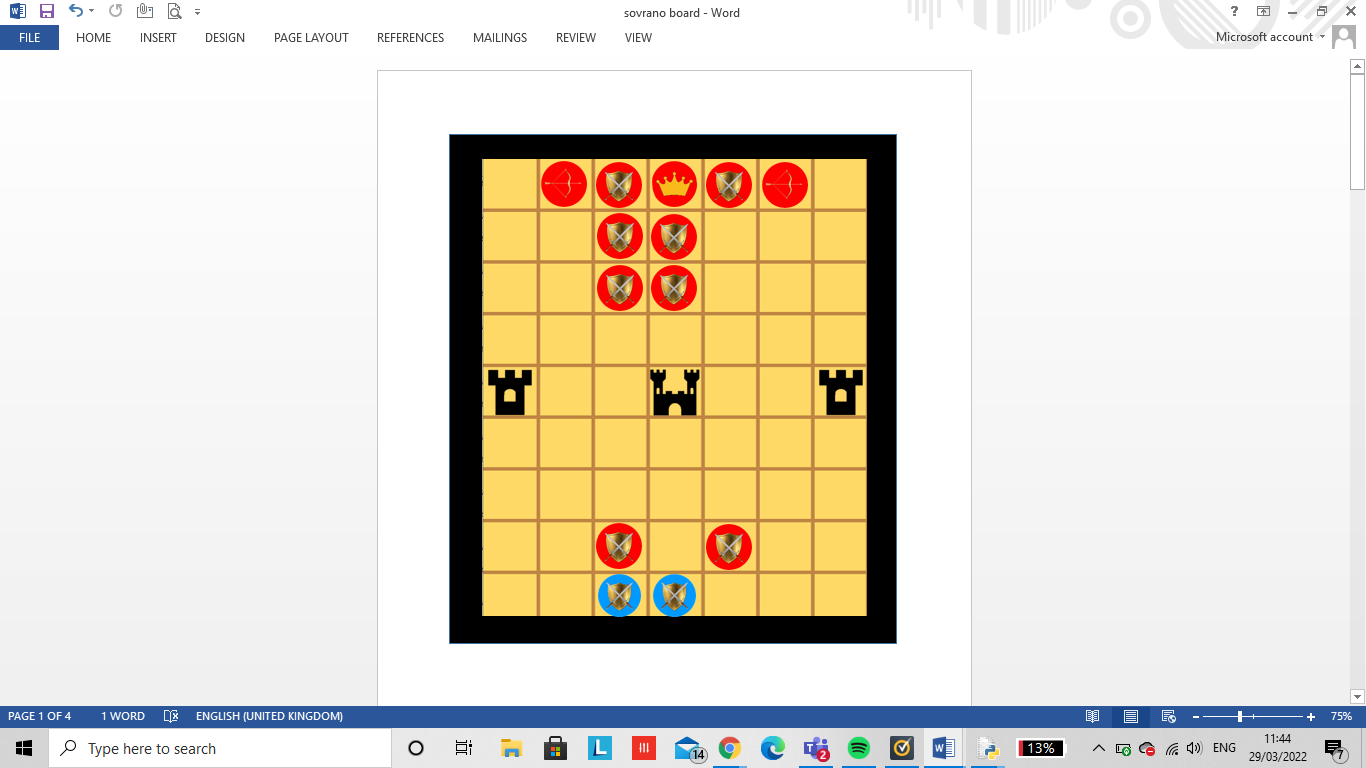 sovrano board - Word
FILE HOME INSERT DESIGN PAGE LAYOUT REFERENCES MAILINGS REVIEW VIEW
Microsoft account
PAGE 1 OF 4 1 WORD ENGLISH (UNITED KINGDOM)
75%
Type here to search
L
14
2
13%
ENG
11:44
29/03/2022
7